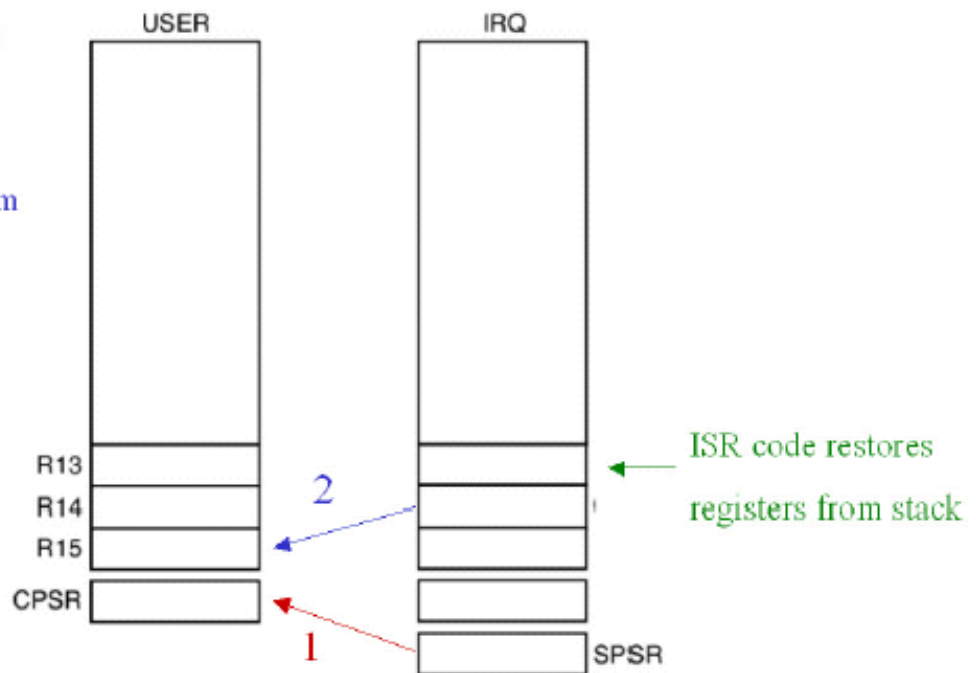 USER
IRQ
m
R13
R14
R15
CPSR
2
1
SPSR
ISR code restores
registers from stack